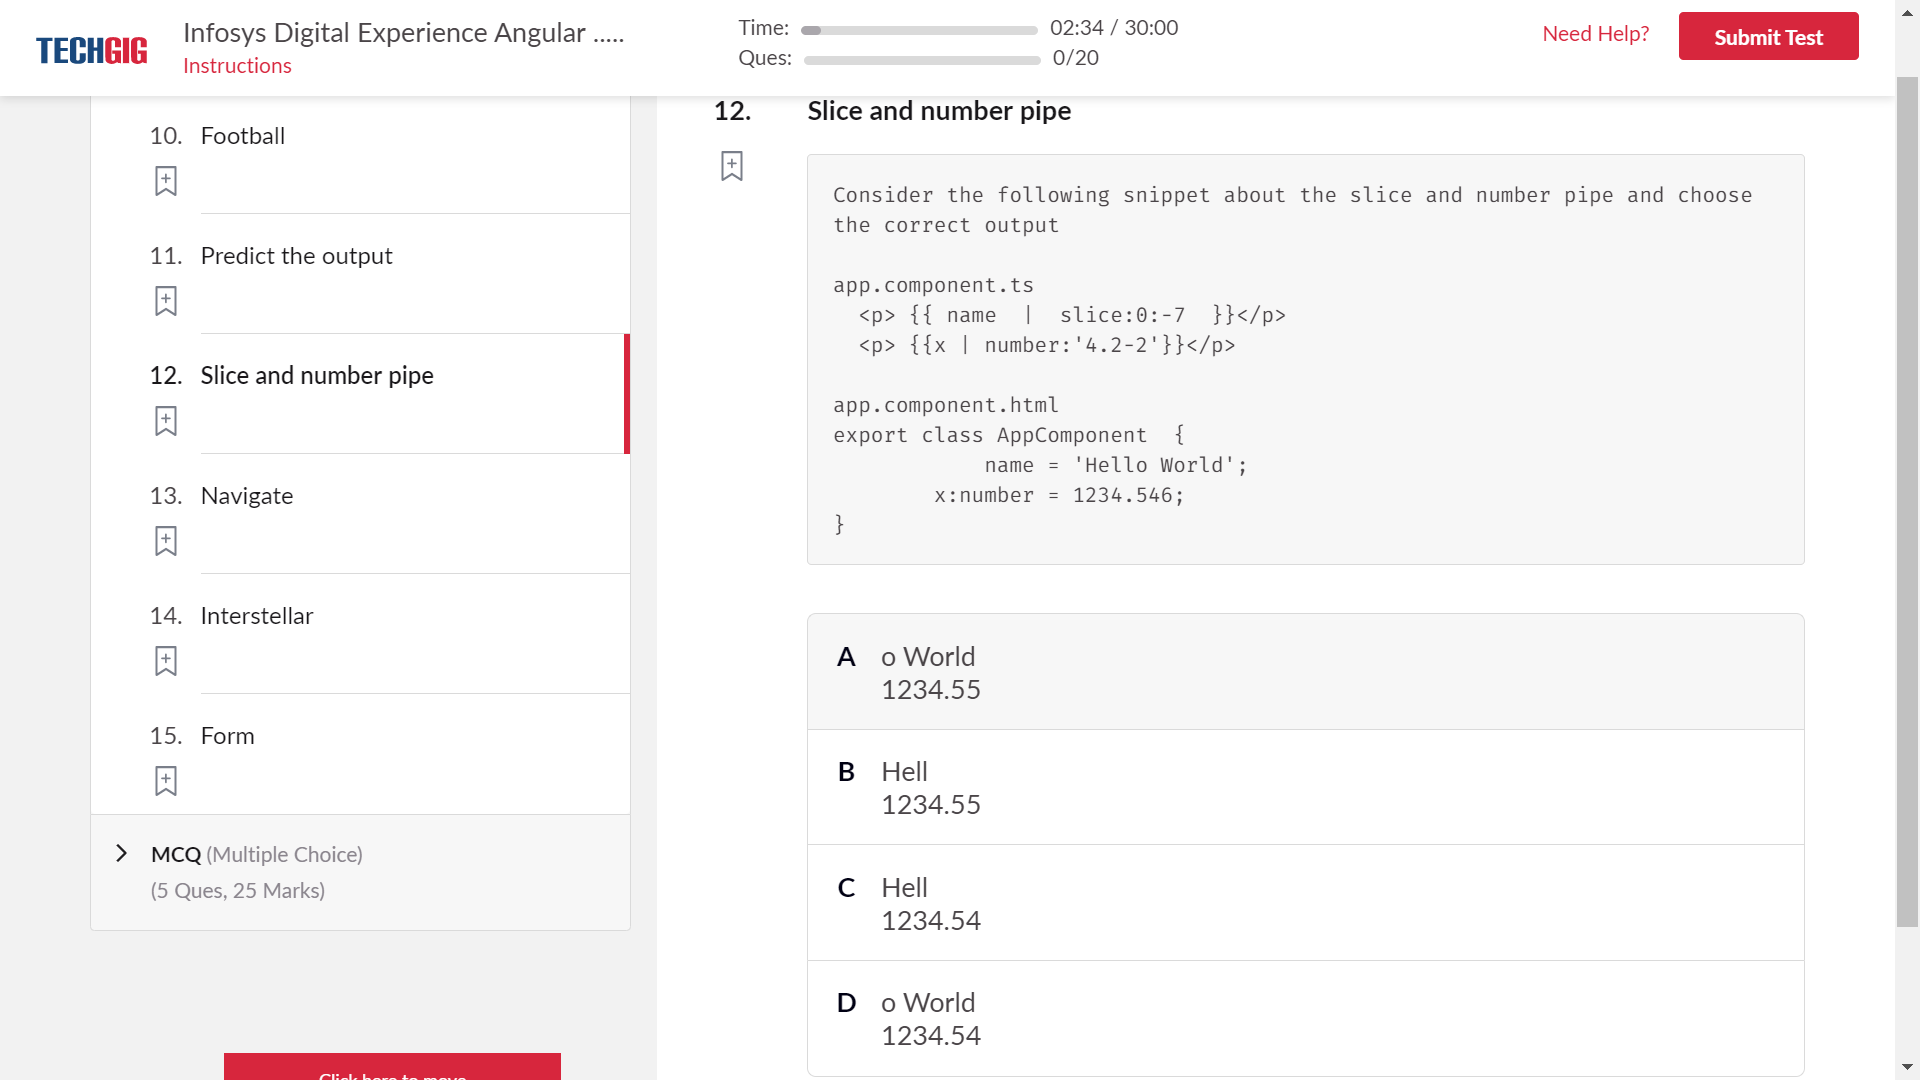 TECHGIG
Infosys Digital Experience Angular .....
Instructions
Time: 02:34 / 30:00
Ques: 0/20
Need Help?
Submit Test
10. Football
11. Predict the output
12. Slice and number pipe
13. Navigate
14. Interstellar
15. Form
MCQ (Multiple Choice)
(5 Ques, 25 Marks)
Click here to move
12. Slice and number pipe
Consider the following snippet about the slice and number pipe and choose
the correct output
app.component.ts
<p> {{ name  |  slice:0:-7  }}</p>
<p> {{x | number:'4.2-2'}}</p>
app.component.html
export class AppComponent  {
name = 'Hello World';
x:number = 1234.546;
}
A o World
1234.55
B Hell
1234.55
C Hell
1234.54
D o World
1234.54